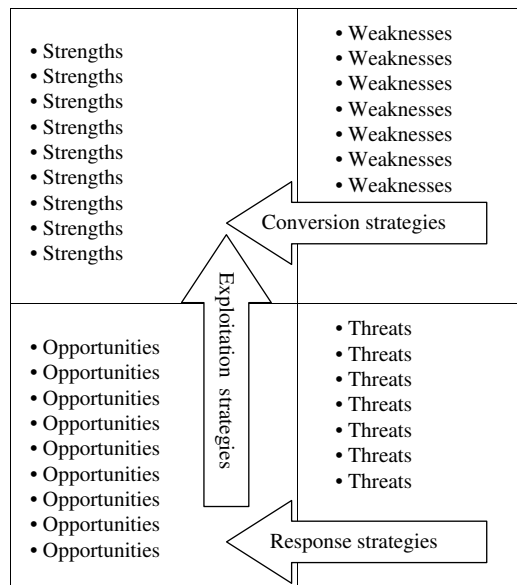 • Strengths
• Strengths
• Strengths
• Strengths
• Strengths
• Strengths
• Strengths
• Strengths
• Strengths
• Weaknesses
• Weaknesses
• Weaknesses
• Weaknesses
• Weaknesses
• Weaknesses
• Weaknesses
Conversion strategies
Exploitation strategies
• Opportunities
• Opportunities
• Opportunities
• Opportunities
• Opportunities
• Opportunities
• Opportunities
• Opportunities
• Opportunities
• Threats
• Threats
• Threats
• Threats
• Threats
• Threats
• Threats
Response strategies